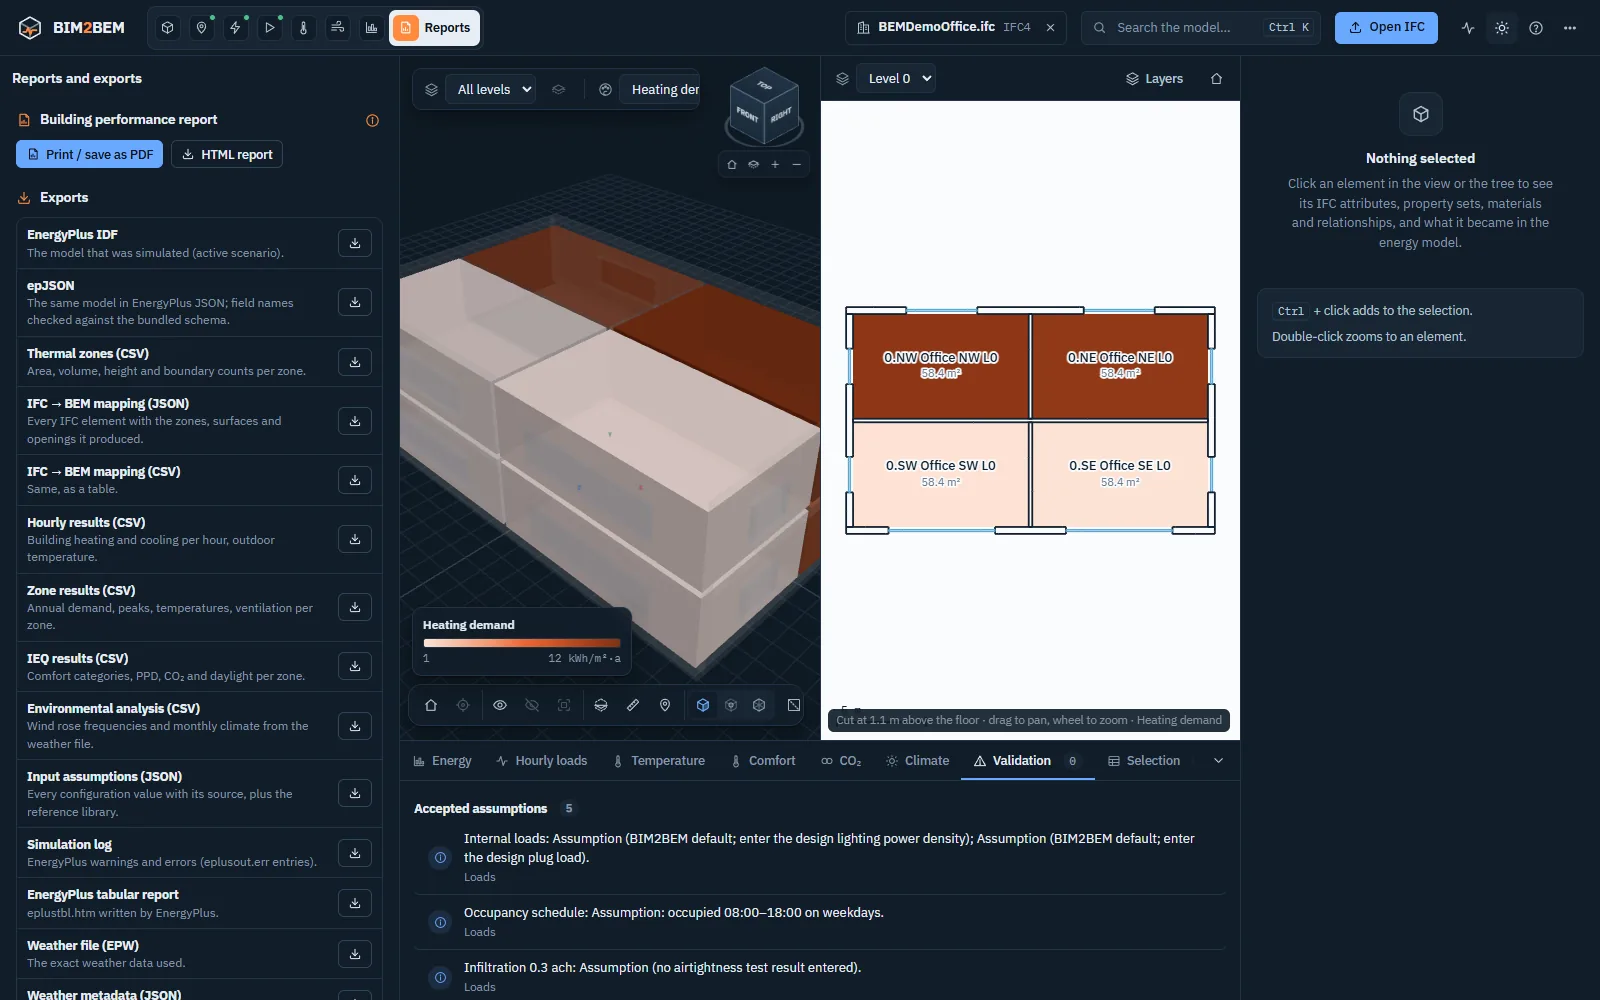 BIM2BEM
Reports
BEMDemoOffice.ifc IFC4
Search the model... Ctrl K
Open IFC
Reports and exports
Building performance report
Print / save as PDF
HTML report
Exports
EnergyPlus IDF
The model that was simulated (active scenario).
epJSON
The same model in EnergyPlus JSON; field names
checked against the bundled schema.
Thermal zones (CSV)
Area, volume, height and boundary counts per zone.
IFC → BEM mapping (JSON)
Every IFC element with the zones, surfaces and
openings it produced.
IFC → BEM mapping (CSV)
Same, as a table.
Hourly results (CSV)
Building heating and cooling per hour, outdoor
temperature.
Zone results (CSV)
Annual demand, peaks, temperatures, ventilation per
zone.
IEQ results (CSV)
Comfort categories, PPD, CO₂ and daylight per zone.
Environmental analysis (CSV)
Wind rose frequencies and monthly climate from the
weather file.
Input assumptions (JSON)
Every configuration value with its source, plus the
reference library.
Simulation log
EnergyPlus warnings and errors (eplusout.err entries).
EnergyPlus tabular report
eplustbl.htm written by EnergyPlus.
Weather file (EPW)
The exact weather data used.
Weather metadata (JSON)
All levels
Heating der
TOP
FRONT
RIGHT
Heating demand
1
12 kWh/m²·a
Level 0
Layers
0.NW Office NW L0
58.4 m²
0.NE Office NE L0
58.4 m²
0.SW Office SW L0
58.4 m²
0.SE Office SE L0
58.4 m²
Cut at 1.1 m above the floor · drag to pan, wheel to zoom · Heating demand
Energy
Hourly loads
Temperature
Comfort
CO₂
Climate
Validation 0
Selection
Accepted assumptions 5
Internal loads: Assumption (BIM2BEM default; enter the design lighting power density); Assumption (BIM2BEM default; enter
the design plug load).
Loads
Occupancy schedule: Assumption: occupied 08:00–18:00 on weekdays.
Loads
Infiltration 0.3 ach: Assumption (no airtightness test result entered).
Loads
Nothing selected
Click an element in the view or the tree to see
its IFC attributes, property sets, materials
and relationships, and what it became in the
energy model.
Ctrl + click adds to the selection.
Double-click zooms to an element.